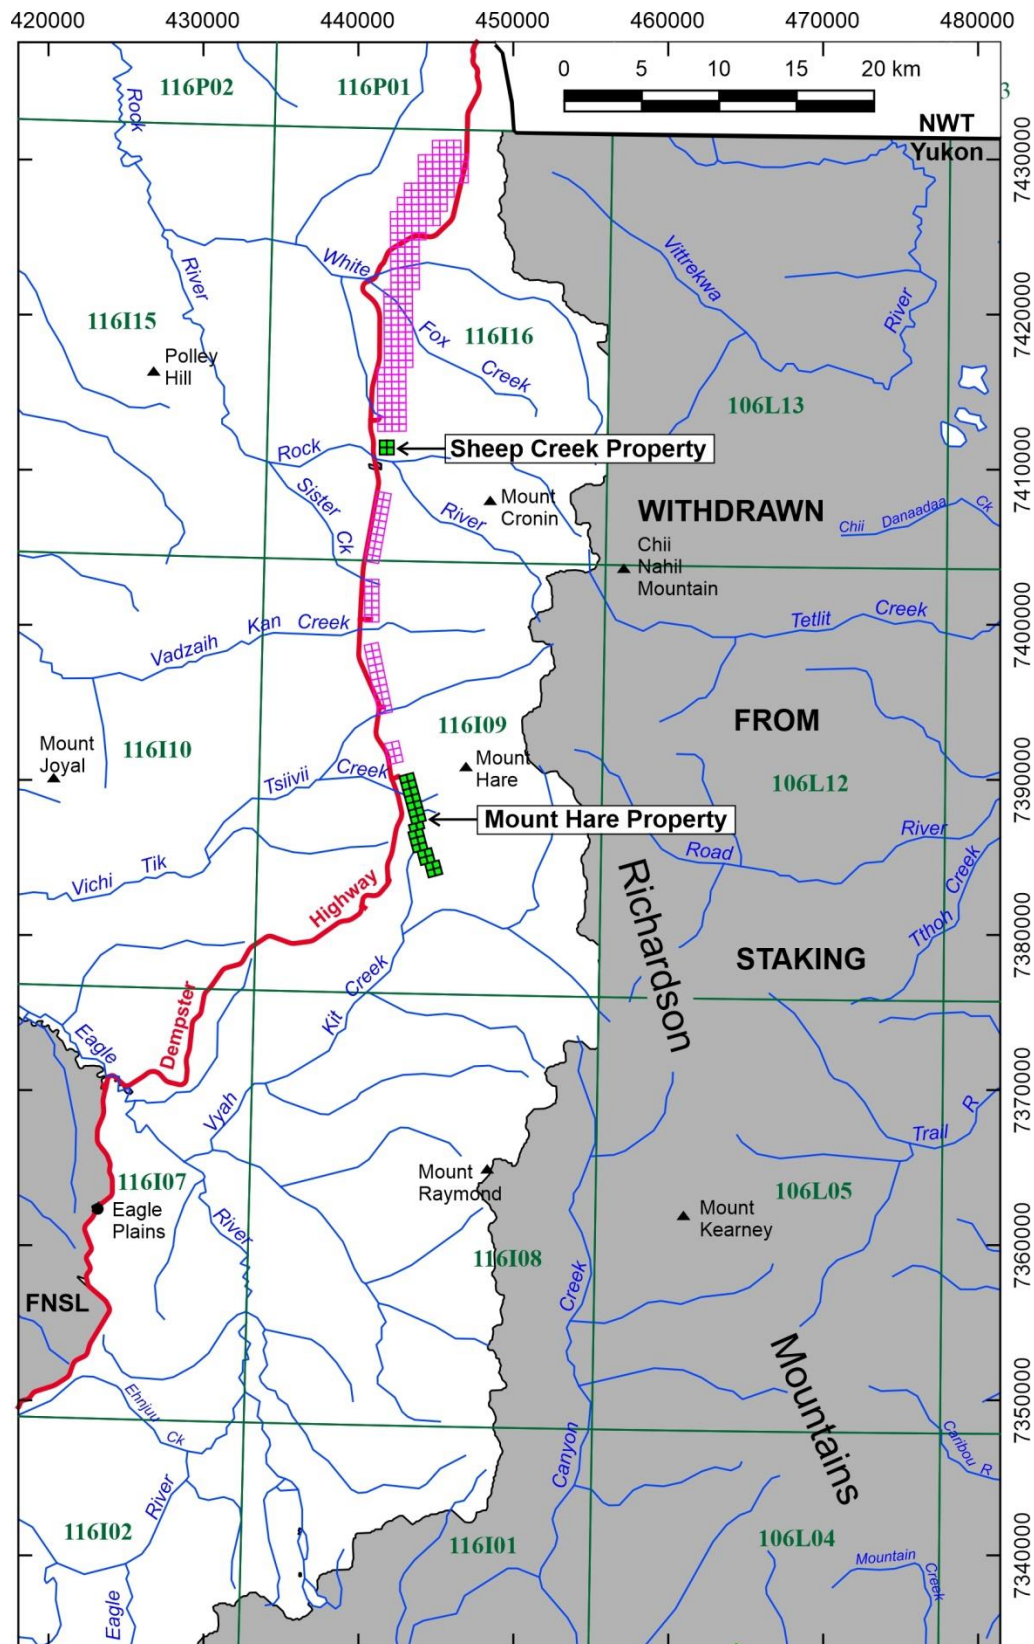 420000
430000
440000
450000
460000
470000
480000
0
5
10
15
20 km
116P02
116P01
3
NWT
Yukon
Rock
7430000
White
Vittrekwa
River
River
116I15
Fox
116I16
7420000
Polley
Hill
Creek
106L13
Sheep Creek Property
Rock
7410000
Sister
Ck
River
Mount
Cronin
WITHDRAWN
Chii Danaadaa Ck
Chii
Nahil
Mountain
Vadzaih Kan Creek
Tetlit Creek
7400000
Mount
Joyal
116I10
116I09
FROM
Tsiivii Creek
Mount
Hare
106L12
7390000
Mount Hare Property
Vichi Tik
Road River
Highway
Richardson
Tthoh Creek
STAKING
7380000
Kit Creek
Dempster
Eagle
Vyah
7370000
Trail R
116I07
Mount
Raymond
106L05
Eagle
Plains
River
Mount
Kearney
116I08
7360000
FNSL
Creek
Mountains
Ehnjuu
Ck
7350000
Canyon
Caribou R
River
116I02
116I01
106L04
7340000
Mountain
Creek
Eagle